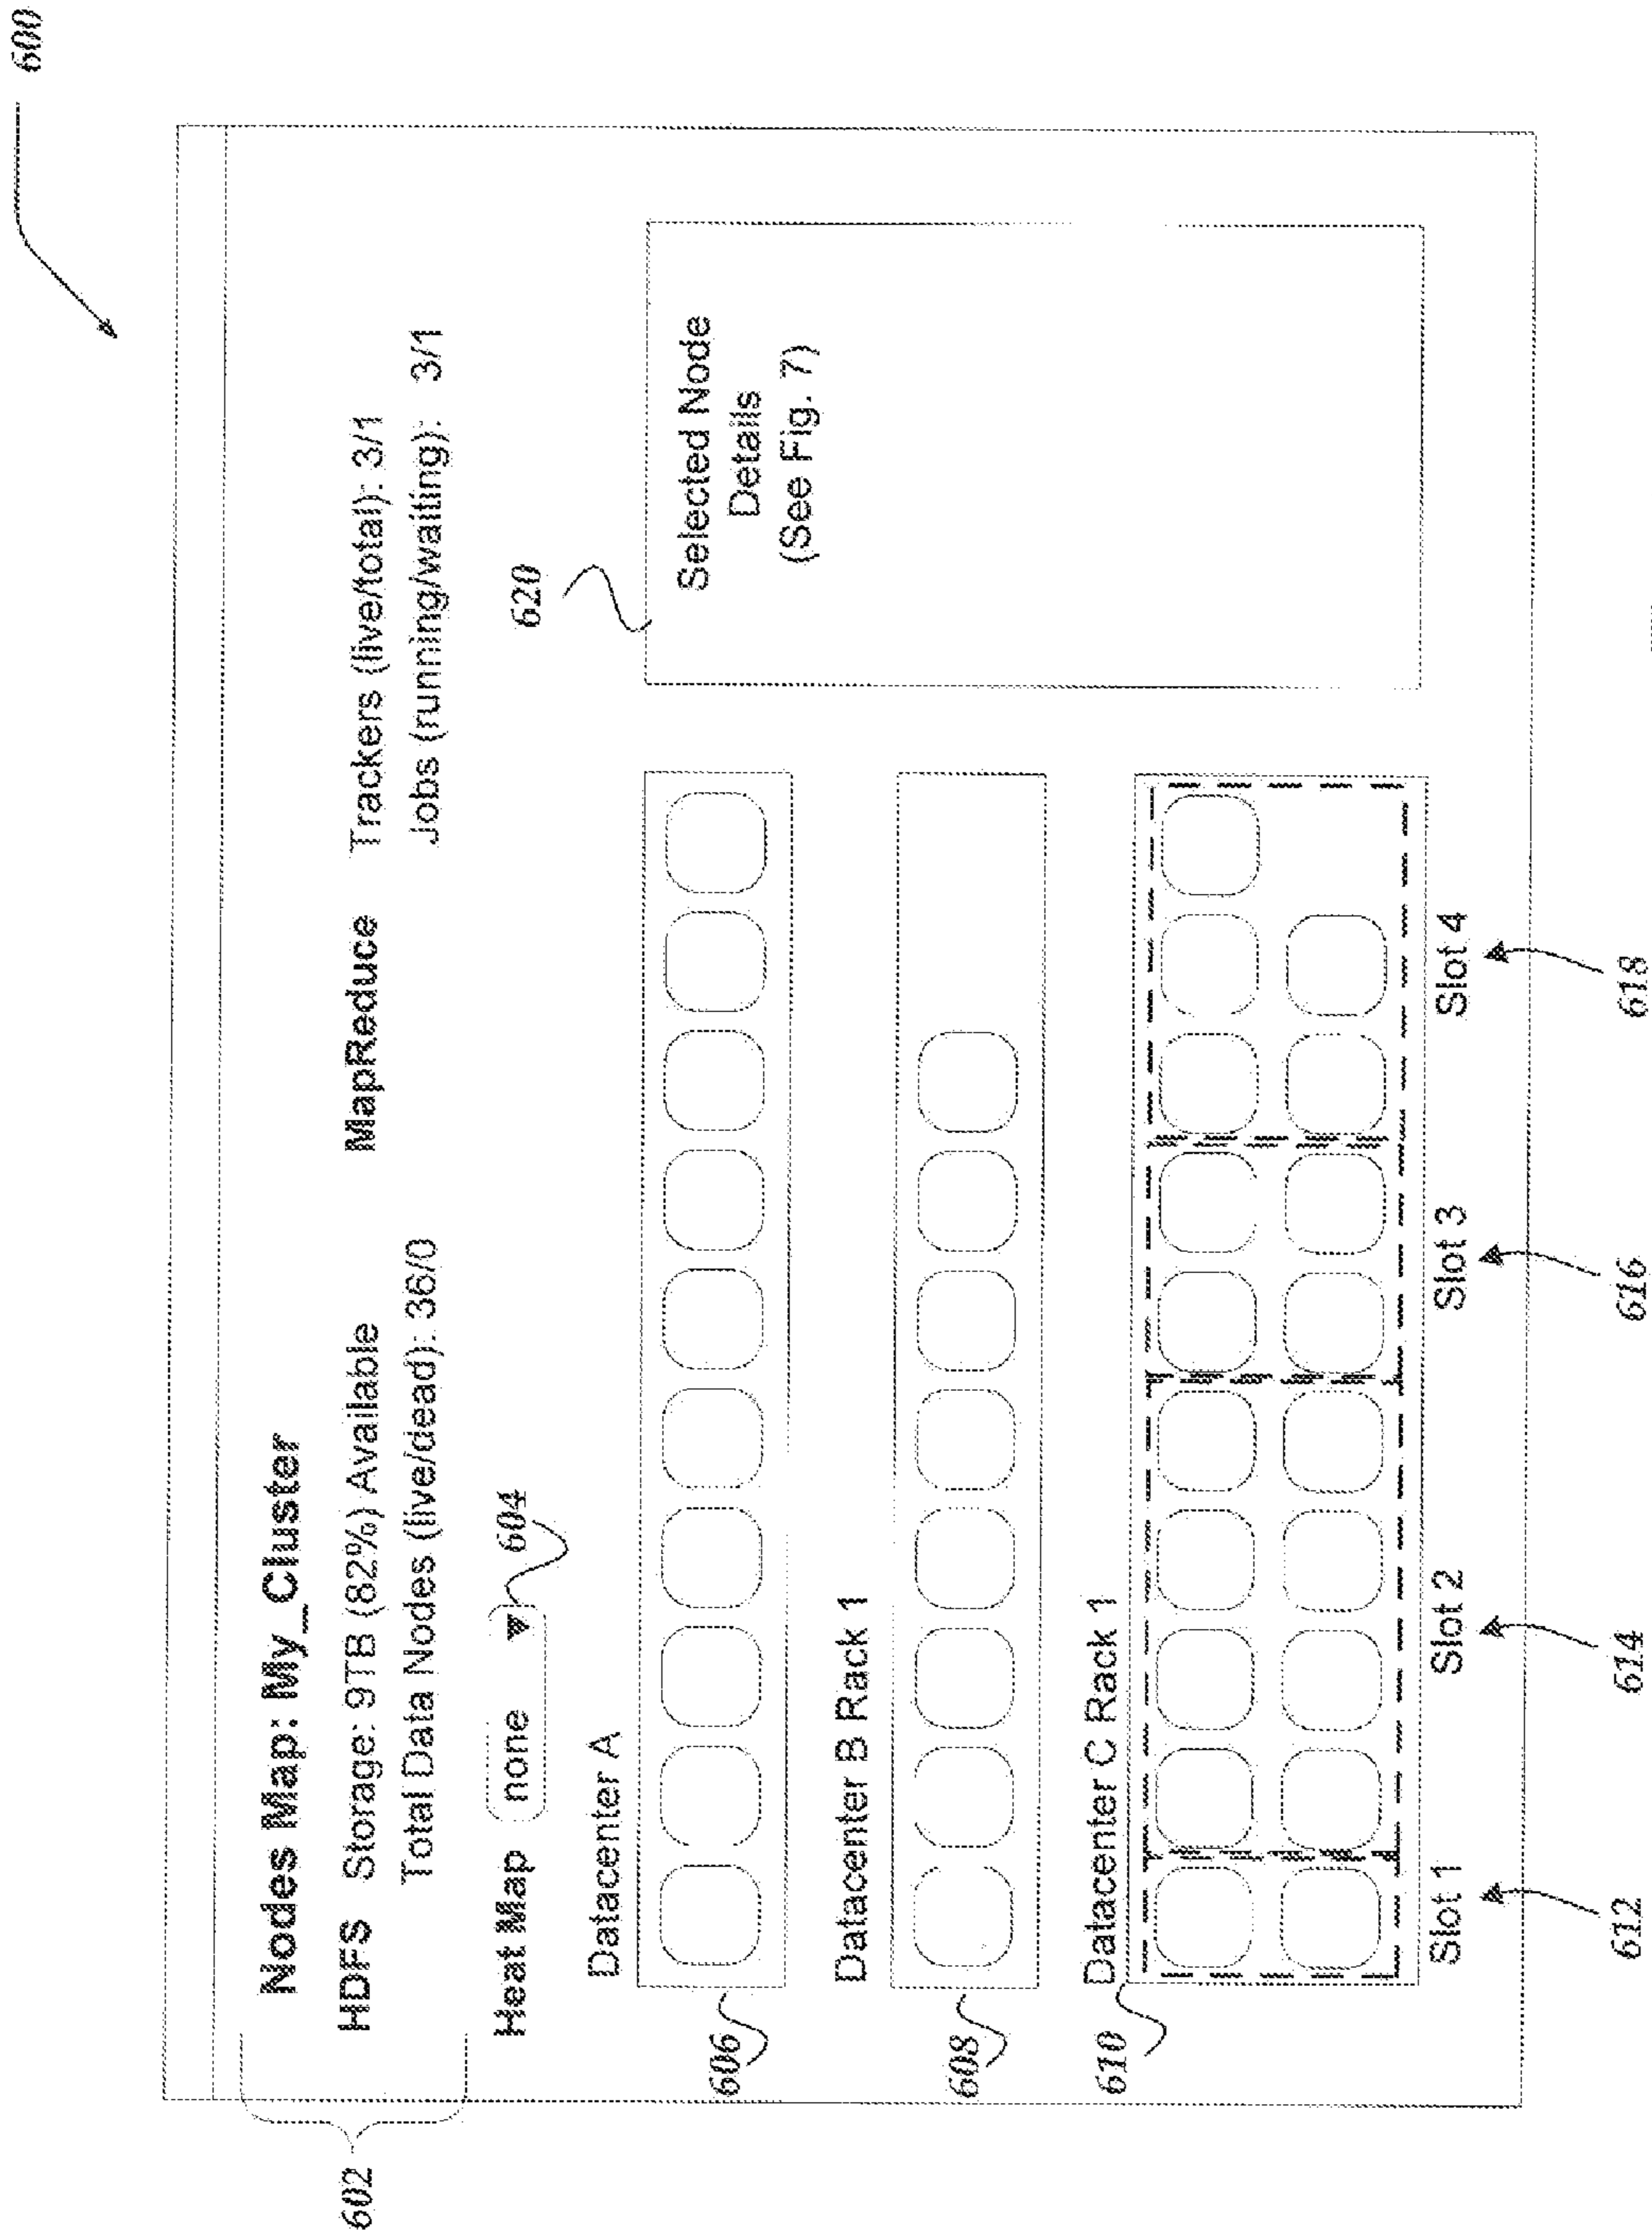 600
602
Nodes Map: My_Cluster
HDFS Storage: 9TB (82%) Available
Total Data Nodes (live/dead): 36/0
MapReduce Trackers (live/total): 3/1
Jobs (running/waiting): 3/1
Heat Map none 604
Datacenter A
606
Datacenter B Rack 1
608
Datacenter C Rack 1
610
Slot 1
Slot 2
Slot 3
Slot 4
612
614
616
618
620
Selected Node
Details
(See Fig. 7)